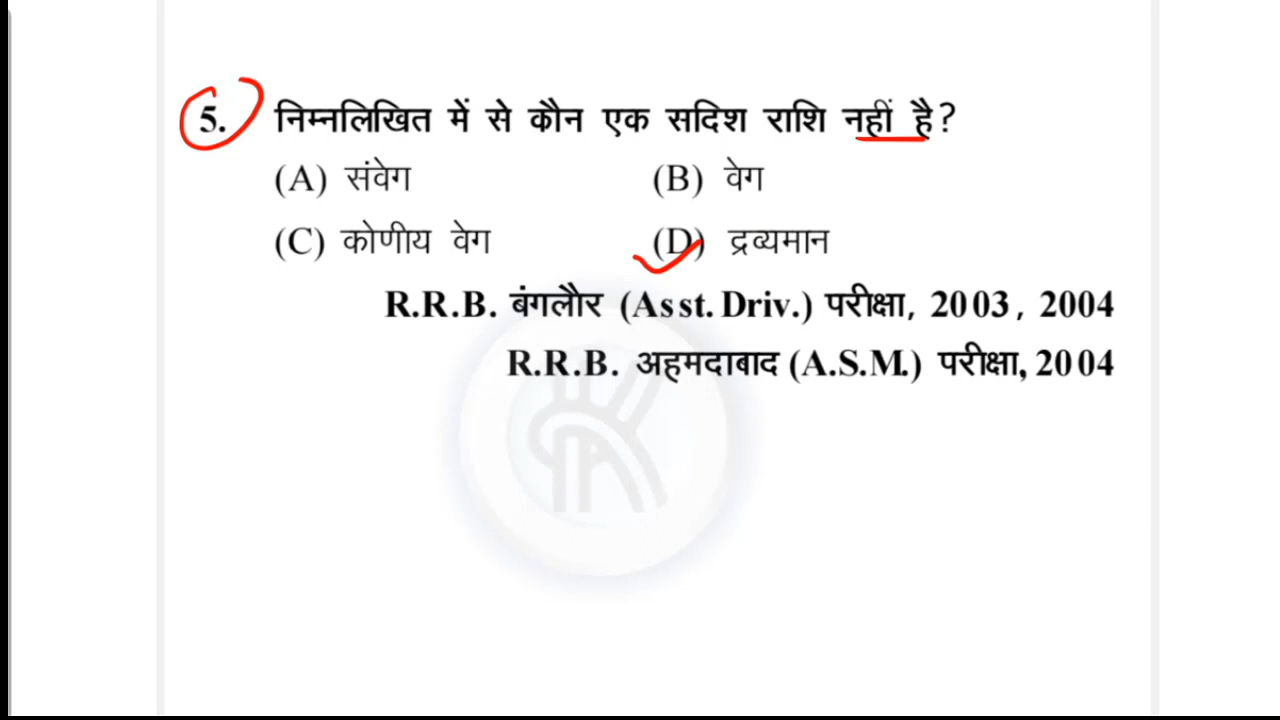 5. निम्नलिखित में से कौन एक सदिश राशि नहीं है?
(A) संवेग (B) वेग
(C) कोणीय वेग (D) द्रव्यमान
R.R.B. बंगलौर (Asst. Driv.) परीक्षा, 2003, 2004
R.R.B. अहमदाबाद (A.S.M.) परीक्षा, 2004